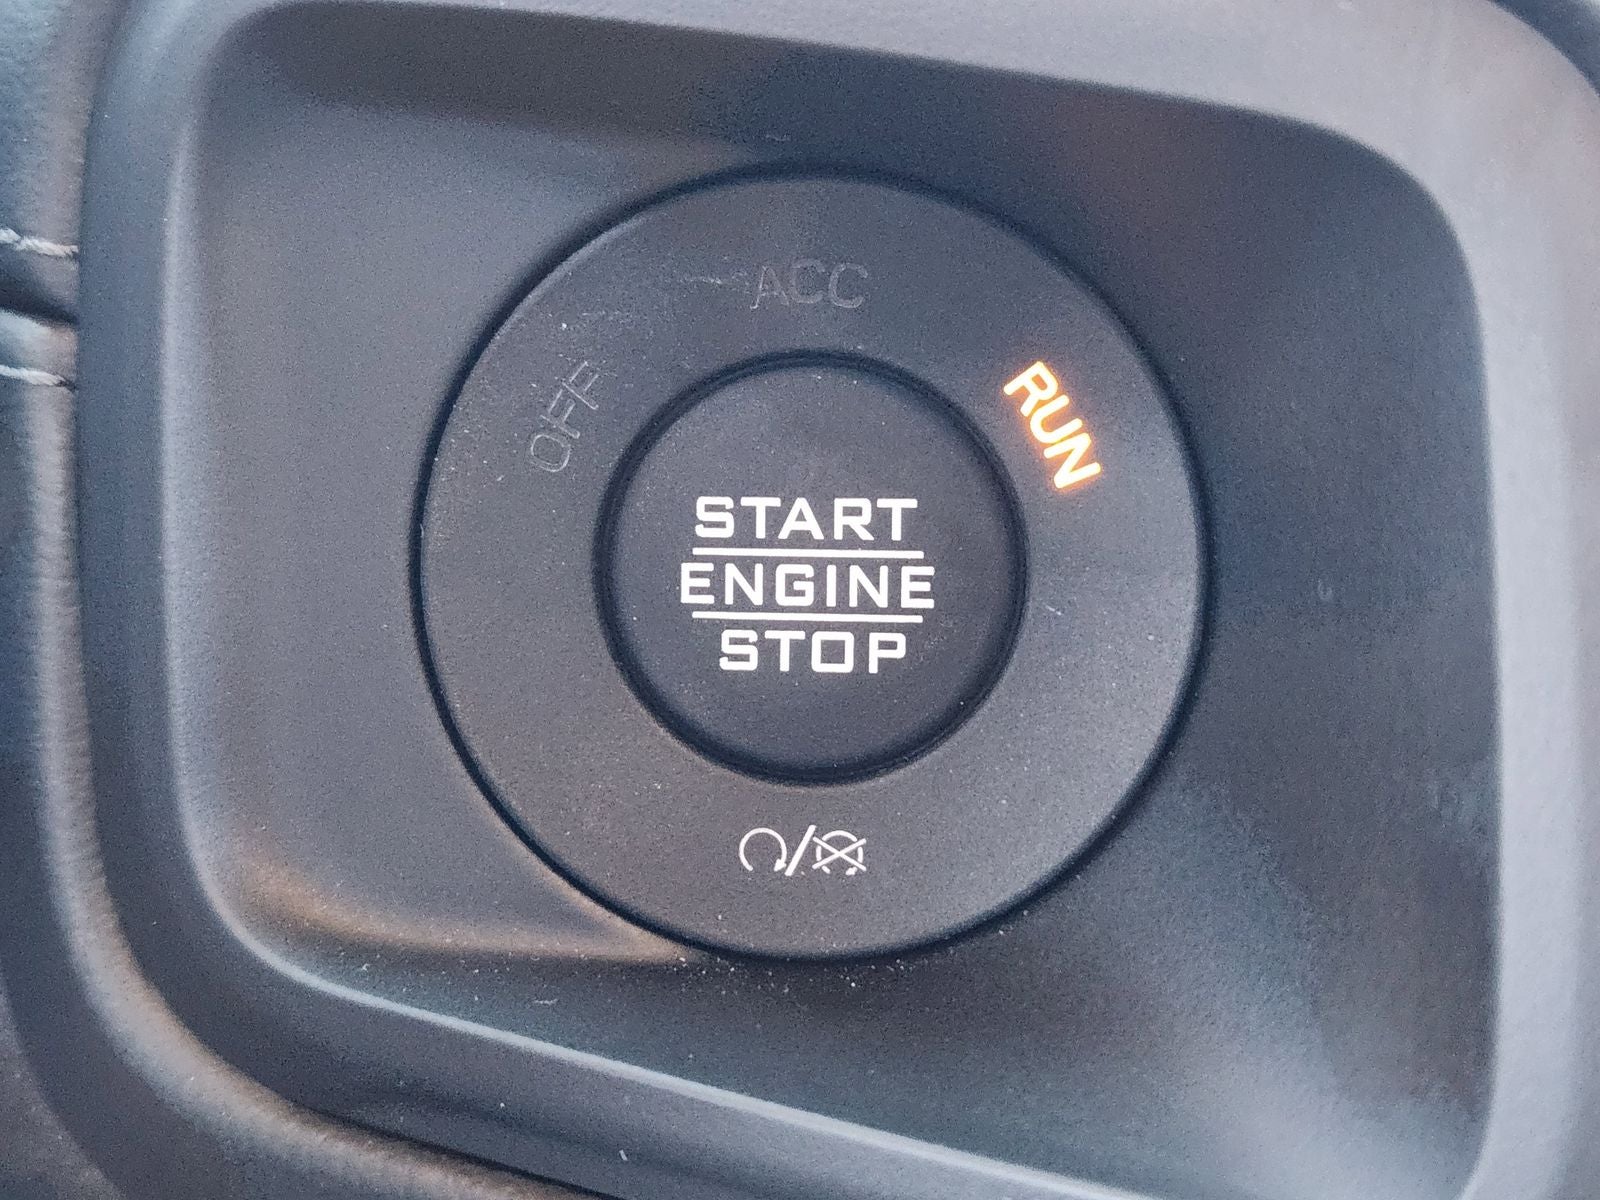 ACC
OFF
RUN
START
ENGINE
STOP